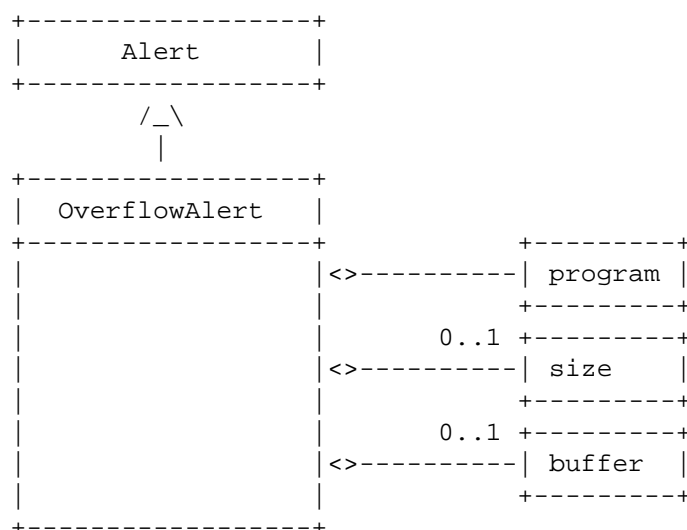 Alert
OverflowAlert
program
0..1
size
0..1
buffer